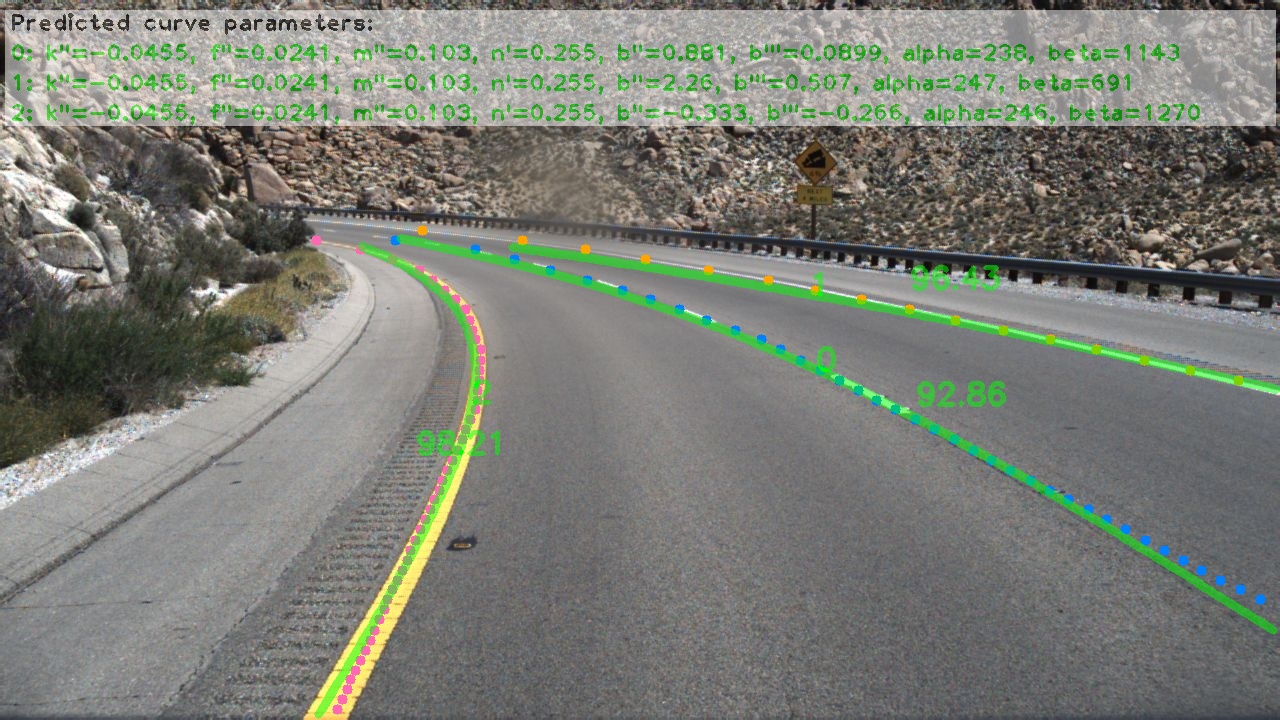 Predicted curve parameters:
0: k''=-0.0455, f''=0.0241, m''=0.103, n'=0.255, b''=0.881, b'''=0.0899, alpha=238, beta=1143
1: k''=-0.0455, f''=0.0241, m''=0.103, n'=0.255, b''=2.26, b'''=0.507, alpha=247, beta=691
2: k''=-0.0455, f''=0.0241, m''=0.103, n'=0.255, b''=-0.333, b'''=-0.266, alpha=246, beta=1270
1 96.43
0
92.86
2
98.21